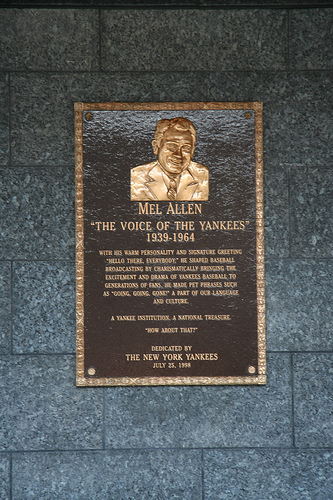 MEL ALLEN
"THE VOICE OF THE YANKEES"
1939-1964
WITH HIS WARM PERSONALITY AND SIGNATURE GREETING
"HELLO THERE, EVERYBODY," HE SHAPED BASEBALL
BROADCASTING BY CHARISMATICALLY BRINGING THE
EXCITEMENT AND DRAMA OF YANKEES BASEBALL TO
GENERATIONS OF FANS. HE MADE PET PHRASES SUCH
AS "GOING, GOING, GONE!" A PART OF OUR LANGUAGE
AND CULTURE.
A YANKEE INSTITUTION, A NATIONAL TREASURE.
"HOW ABOUT THAT?"
DEDICATED BY
THE NEW YORK YANKEES
JULY 25, 1998